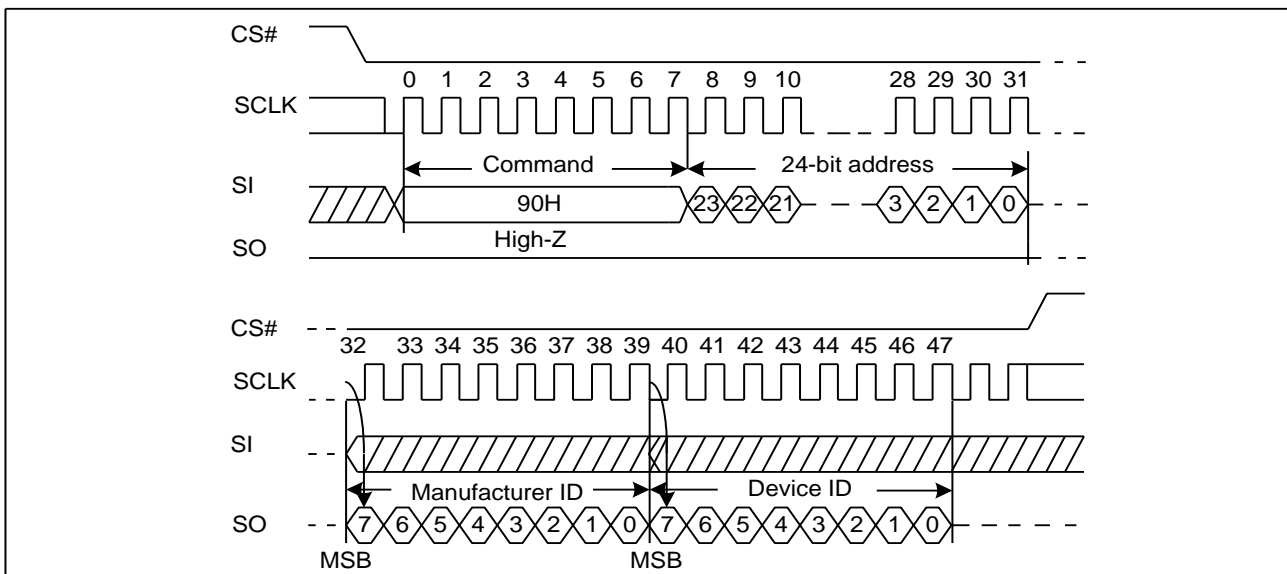 CS#
0 1 2 3 4 5 6 7 8 9 10 28 29 30 31
SCLK
Command 24-bit address
SI
90H 23 22 21 3 2 1 0
High-Z
SO
CS#
32 33 34 35 36 37 38 39 40 41 42 43 44 45 46 47
SCLK
SI
Manufacturer ID Device ID
SO 7 6 5 4 3 2 1 0 7 6 5 4 3 2 1 0
MSB MSB